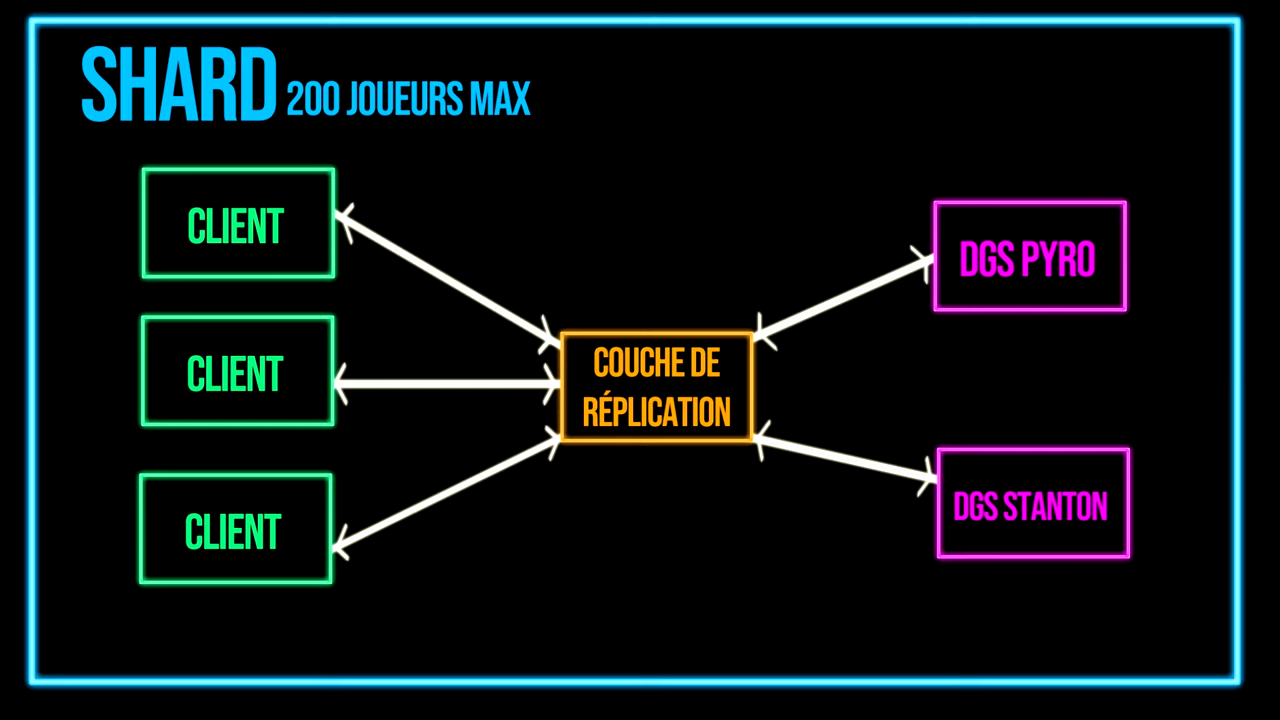 SHARD 200 JOUEURS MAX
CLIENT
CLIENT
CLIENT
COUCHE DE
RÉPLICATION
DGS PYRO
DGS STANTON